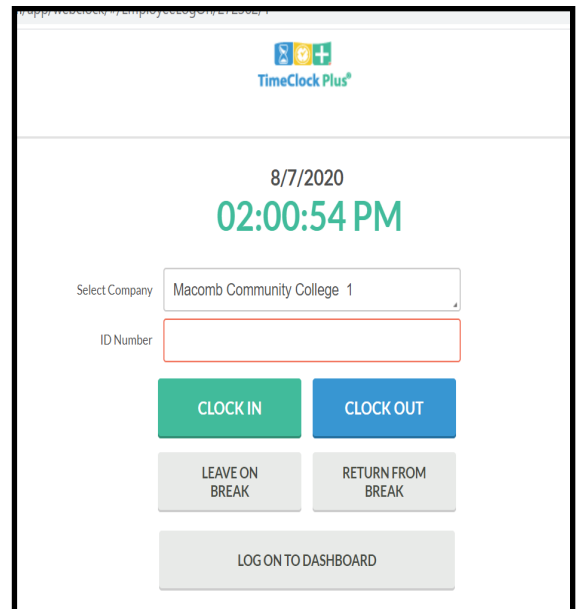 TimeClock Plus®
8/7/2020
02:00:54 PM
Select Company Macomb Community College 1
ID Number
CLOCK IN CLOCK OUT
LEAVE ON BREAK
RETURN FROM BREAK
LOG ON TO DASHBOARD